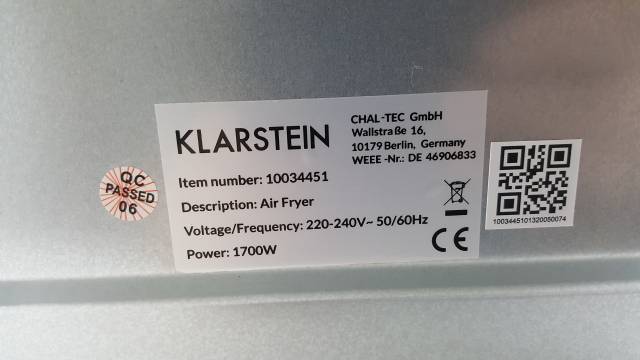 KLARSTEIN
CHAL-TEC GmbH
Wallstraße 16,
10179 Berlin, Germany
WEEE -Nr.: DE 46906833
Item number: 10034451
Description: Air Fryer
Voltage/Frequency: 220-240V~ 50/60Hz
Power: 1700W
CE
QC
PASSED
06
1003445101320050074